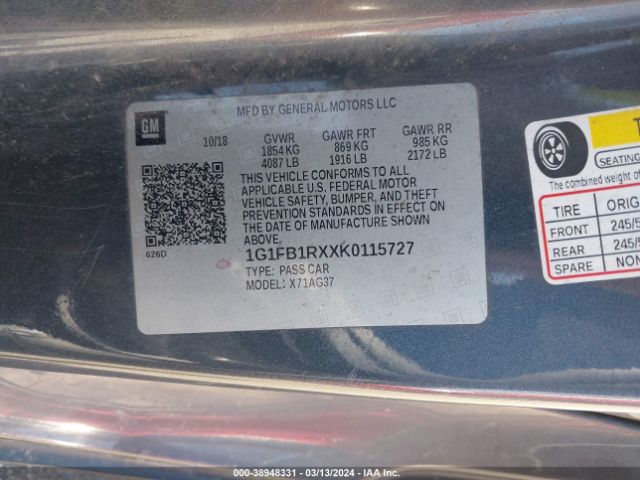 MFD BY GENERAL MOTORS LLC
GM
10/18 GVWR GAWR FRT GAWR RR
1854 KG 869 KG 985 KG
4087 LB 1916 LB 2172 LB
THIS VEHICLE CONFORMS TO ALL
APPLICABLE U.S. FEDERAL MOTOR
VEHICLE SAFETY, BUMPER, AND THEFT
PREVENTION STANDARDS IN EFFECT ON
THE DATE OF MANUFACTURE SHOWN
ABOVE.
626D
1G1FB1RXXK0115727
TYPE: PASS CAR
MODEL: X71AG37
T
SEATING
The combined weight of
TIRE ORIG
FRONT 245/5
REAR 245/5
SPARE NON
00-38948331 - 03/13/2024 - IAA Inc.